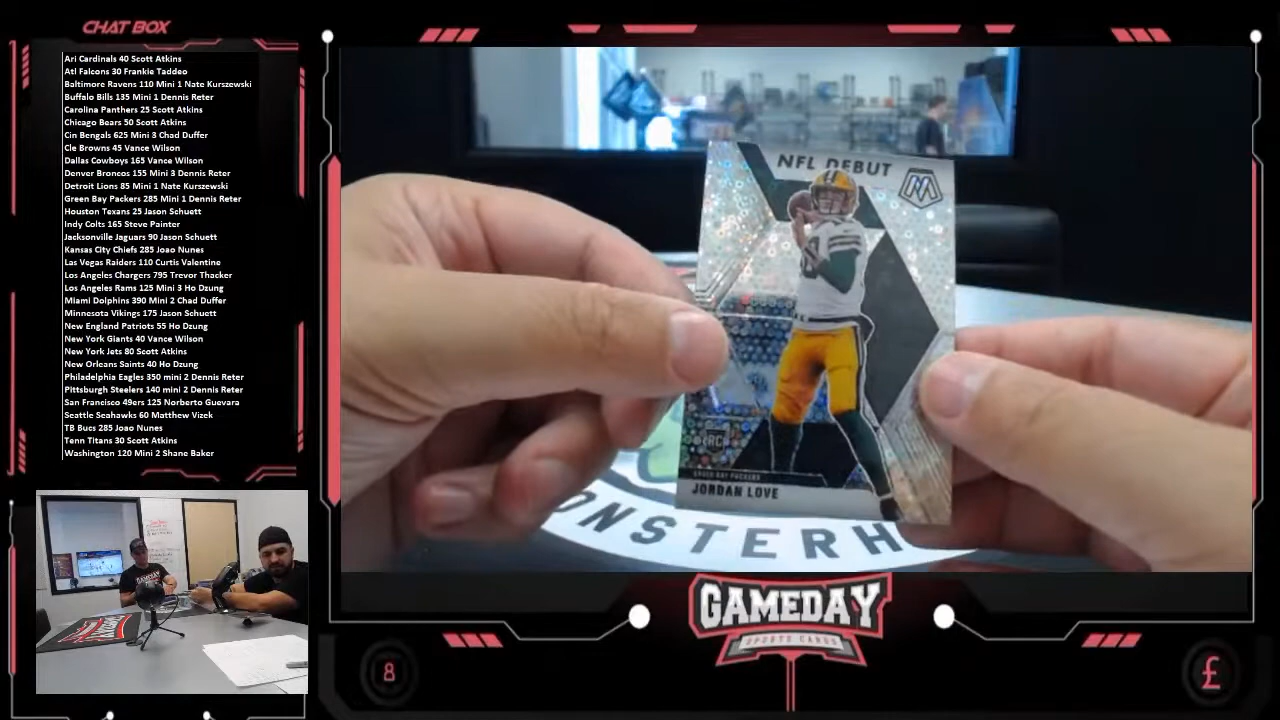 CHAT BOX
Ari Cardinals 40 Scott Atkins
Atl Falcons 30 Frankie Taddeo
Baltimore Ravens 110 Mini 1 Nate Kurszewski
Buffalo Bills 135 Mini 1 Dennis Reter
Carolina Panthers 25 Scott Atkins
Chicago Bears 50 Scott Atkins
Cin Bengals 625 Mini 3 Chad Duffer
Cle Browns 45 Vance Wilson
Dallas Cowboys 165 Vance Wilson
Denver Broncos 155 Mini 3 Dennis Reter
Detroit Lions 85 Mini 1 Nate Kurszewski
Green Bay Packers 285 Mini 1 Dennis Reter
Houston Texans 25 Jason Schuett
Indy Colts 165 Steve Painter
Jacksonville Jaguars 90 Jason Schuett
Kansas City Chiefs 285 Joao Nunes
Las Vegas Raiders 110 Curtis Valentine
Los Angeles Chargers 795 Trevor Thacker
Los Angeles Rams 125 Mini 3 Ho Dzung
Miami Dolphins 390 Mini 2 Chad Duffer
Minnesota Vikings 175 Jason Schuett
New England Patriots 55 Ho Dzung
New York Giants 40 Vance Wilson
New York Jets 80 Scott Atkins
New Orleans Saints 40 Ho Dzung
Philadelphia Eagles 350 mini 2 Dennis Reter
Pittsburgh Steelers 140 mini 2 Dennis Reter
San Francisco 49ers 125 Norberto Guevara
Seattle Seahawks 60 Matthew Vizek
TB Bucs 285 Joao Nunes
Tenn Titans 30 Scott Atkins
Washington 120 Mini 2 Shane Baker
NFL DEBUT
RC
GREEN BAY PACKERS
JORDAN LOVE
ONSTERH
GAMEDAY
SPORTS CARDS
8
£